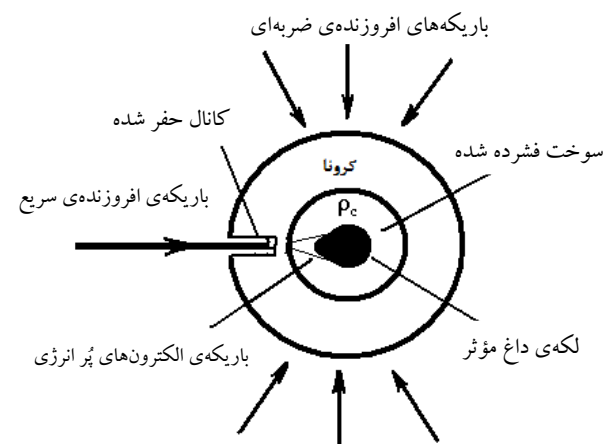 باریکه‌های افروزنده‌ی ضربه‌ای
کانال حفر شده
سوخت فشرده شده
کرونا
باریکه‌ی افروزنده‌ی سریع
ρc
باریکه‌ی الکترون‌های پُر انرژی
لکه‌ی داغ مؤثر